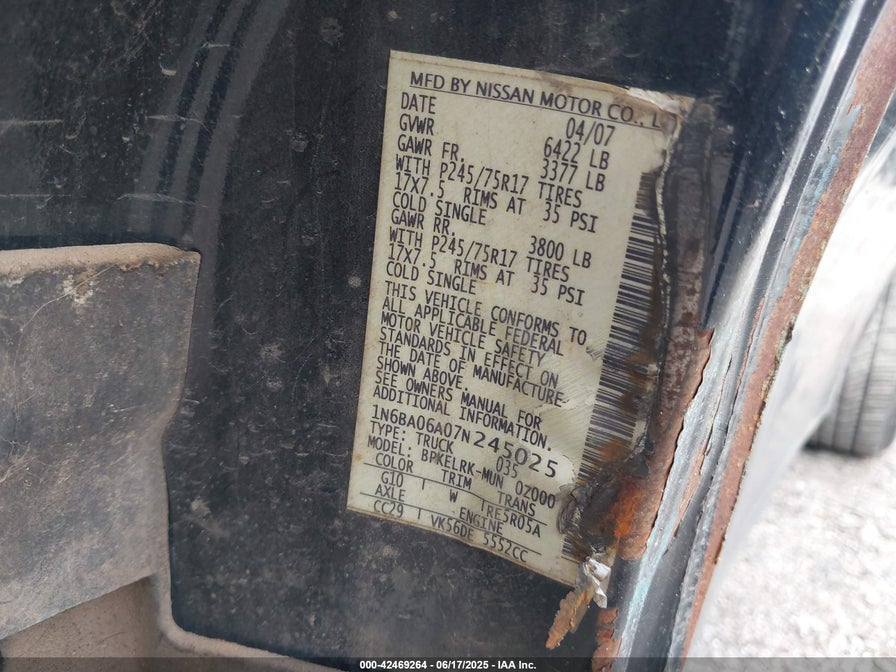 MFD BY NISSAN MOTOR CO., L
DATE 04/07
GVWR 6422 LB
GAWR FR. 3377 LB
WITH P245/75R17 TIRES
17X7.5 RIMS AT 35 PSI
COLD SINGLE
GAWR RR. 3800 LB
WITH P245/75R17 TIRES
17X7.5 RIMS AT 35 PSI
COLD SINGLE
THIS VEHICLE CONFORMS TO
ALL APPLICABLE FEDERAL
MOTOR VEHICLE SAFETY
STANDARDS IN EFFECT ON
THE DATE OF MANUFACTURE
SHOWN ABOVE.
SEE OWNERS MANUAL FOR
ADDITIONAL INFORMATION.
1N6BA06A07N245025
TYPE: TRUCK 035
MODEL: BPKELRK-MUN 0Z000
COLOR TRIM TRANS
G10 W TRE5R05A
AXLE ENGINE
CC29 VK56DE 5552CC
000-42469264 - 06/17/2025 - IAA Inc.